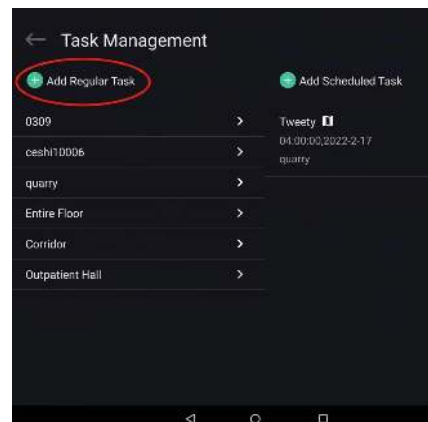 Task Management
Add Regular Task
Add Scheduled Task
0309
ceshi10006
quarry
Entire Floor
Corridor
Outpatient Hall
Tweety
04:00:00,2022-2-17
quarry